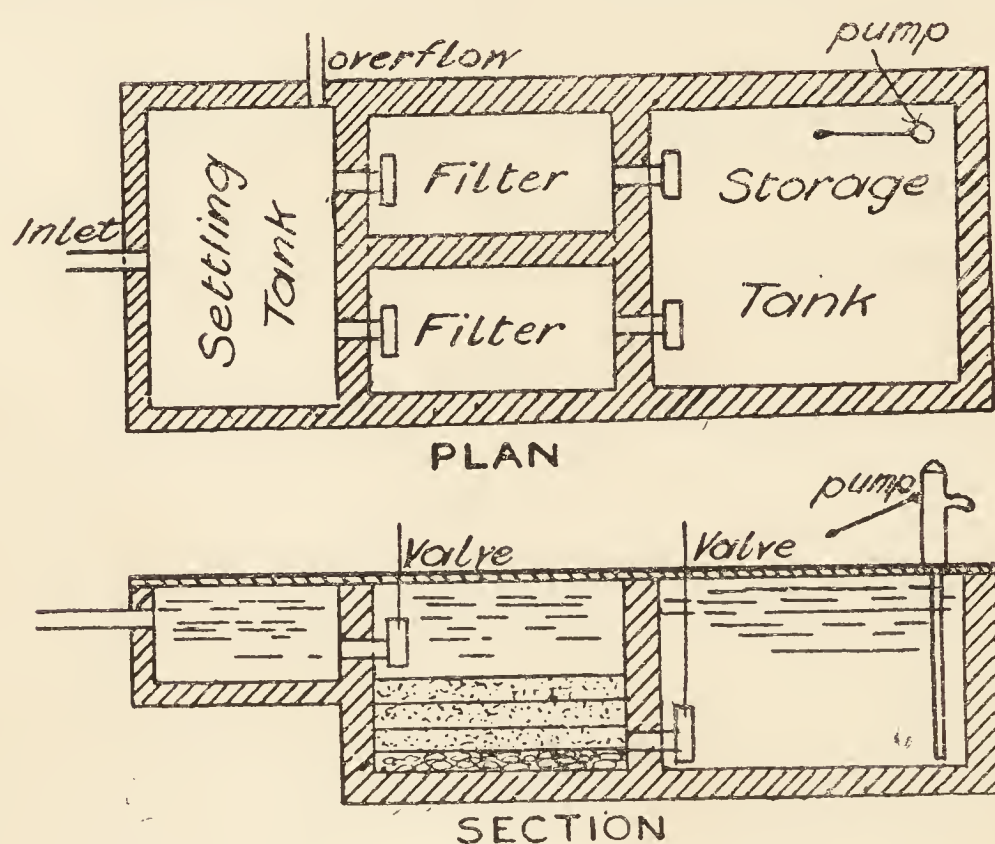 overflow
pump
Inlet
Settling
Tank
Filter
Filter
Storage
Tank
PLAN
pump
Valve
Valve
SECTION